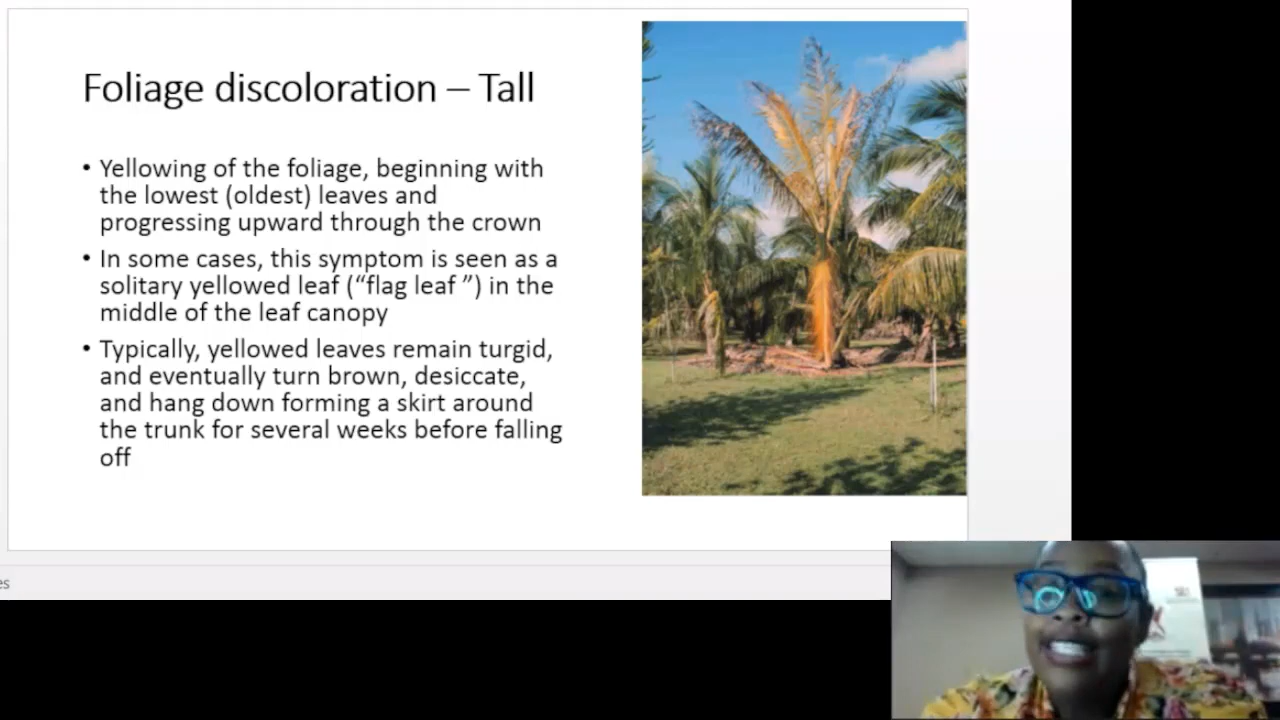 Foliage discoloration – Tall
• Yellowing of the foliage, beginning with
the lowest (oldest) leaves and
progressing upward through the crown
• In some cases, this symptom is seen as a
solitary yellowed leaf (“flag leaf ”) in the
middle of the leaf canopy
• Typically, yellowed leaves remain turgid,
and eventually turn brown, desiccate,
and hang down forming a skirt around
the trunk for several weeks before falling
off
es